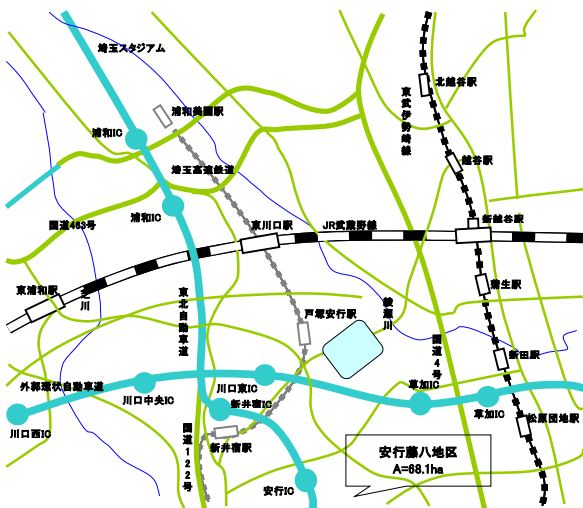 埼玉スタジアム
北越谷駅
東武伊勢崎線
浦和美園駅
浦和IC
越谷駅
埼玉高速鉄道
浦和IC
国道463号
東川口駅
JR武蔵野線
新越谷駅
東浦和駅
之川
東北自動車道
綾瀬川
蒲生駅
戸塚安行駅
国道4号
新田駅
外郭環状自動車道
川口東IC
川口中央IC
新井宿IC
草加IC
草加IC
川口西IC
松原団地駅
国道122号
新井宿駅
安行藤八地区
A=68.1ha
安行IC